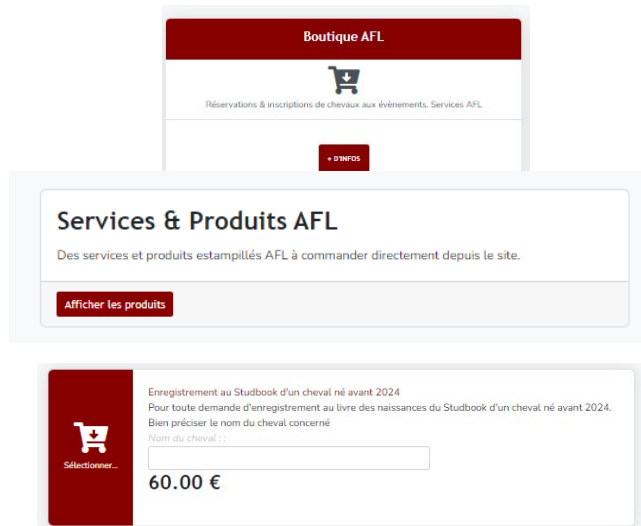 Boutique AFL
Réservations & inscriptions de chevaux aux évènements. Services AFL
+ D'INFOS
Services & Produits AFL
Des services et produits estampillés AFL à commander directement depuis le site.
Afficher les produits
Enregistrement au Studbook d'un cheval né avant 2024
Pour toute demande d'enregistrement au livre des naissances du Studbook d'un cheval né avant 2024.
Bien préciser le nom du cheval concerné
Nom du cheval : :
Sélectionner...
60.00 €